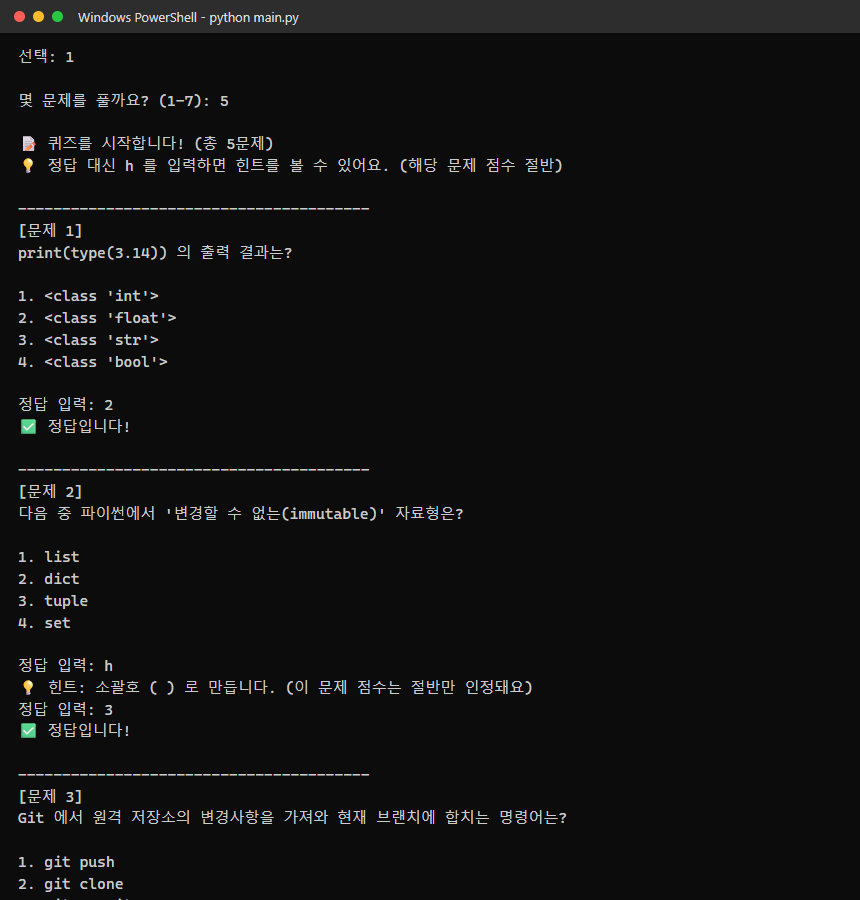 Windows PowerShell - python main.py
선택: 1
몇 문제를 풀까요? (1-7): 5
📝 퀴즈를 시작합니다! (총 5문제)
💡 정답 대신 h 를 입력하면 힌트를 볼 수 있어요. (해당 문제 점수 절반)
----------------------------------------
[문제 1]
print(type(3.14)) 의 출력 결과는?
1. <class 'int'>
2. <class 'float'>
3. <class 'str'>
4. <class 'bool'>
정답 입력: 2
✅ 정답입니다!
----------------------------------------
[문제 2]
다음 중 파이썬에서 '변경할 수 없는(immutable)' 자료형은?
1. list
2. dict
3. tuple
4. set
정답 입력: h
💡 힌트: 소괄호 ( ) 로 만듭니다. (이 문제 점수는 절반만 인정돼요)
정답 입력: 3
✅ 정답입니다!
----------------------------------------
[문제 3]
Git 에서 원격 저장소의 변경사항을 가져와 현재 브랜치에 합치는 명령어는?
1. git push
2. git clone